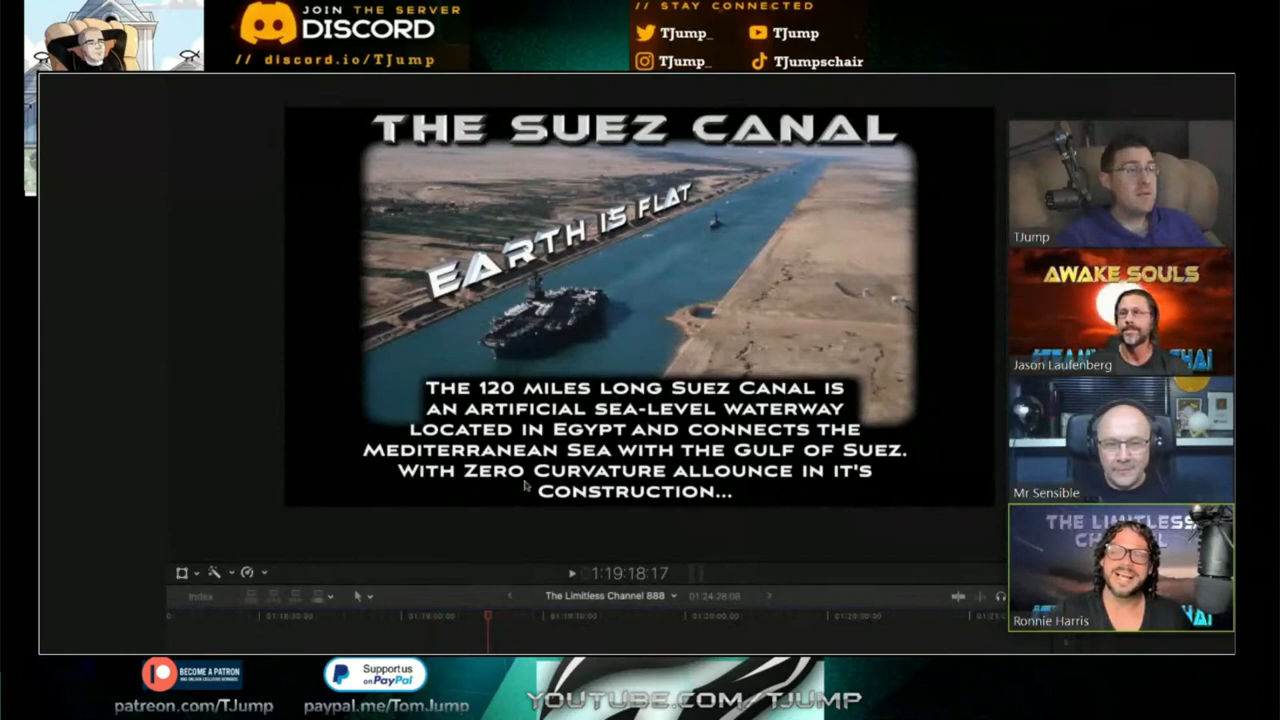 JOIN THE SERVER
DISCORD
// discord.io/TJump
// STAY CONNECTED
TJump_
TJump
TJump_
TJumpschair
THE SUEZ CANAL
EARTH IS FLAT
THE 120 MILES LONG SUEZ CANAL IS
AN ARTIFICIAL SEA-LEVEL WATERWAY
LOCATED IN EGYPT AND CONNECTS THE
MEDITERRANEAN SEA WITH THE GULF OF SUEZ.
WITH ZERO CURVATURE ALLOUNCE IN IT'S
CONSTRUCTION...
TJump
AWAKE SOULS
Jason Laufenberg
Mr Sensible
THE LIMITLESS
Ronnie Harris
1:19:18:17
Index
The Limitless Channel 888
01:24:28:08
BECOME A PATRON
Support us
on PayPal
patreon.com/TJump
paypal.me/TomJump
YOUTUBE.COM/TJUMP